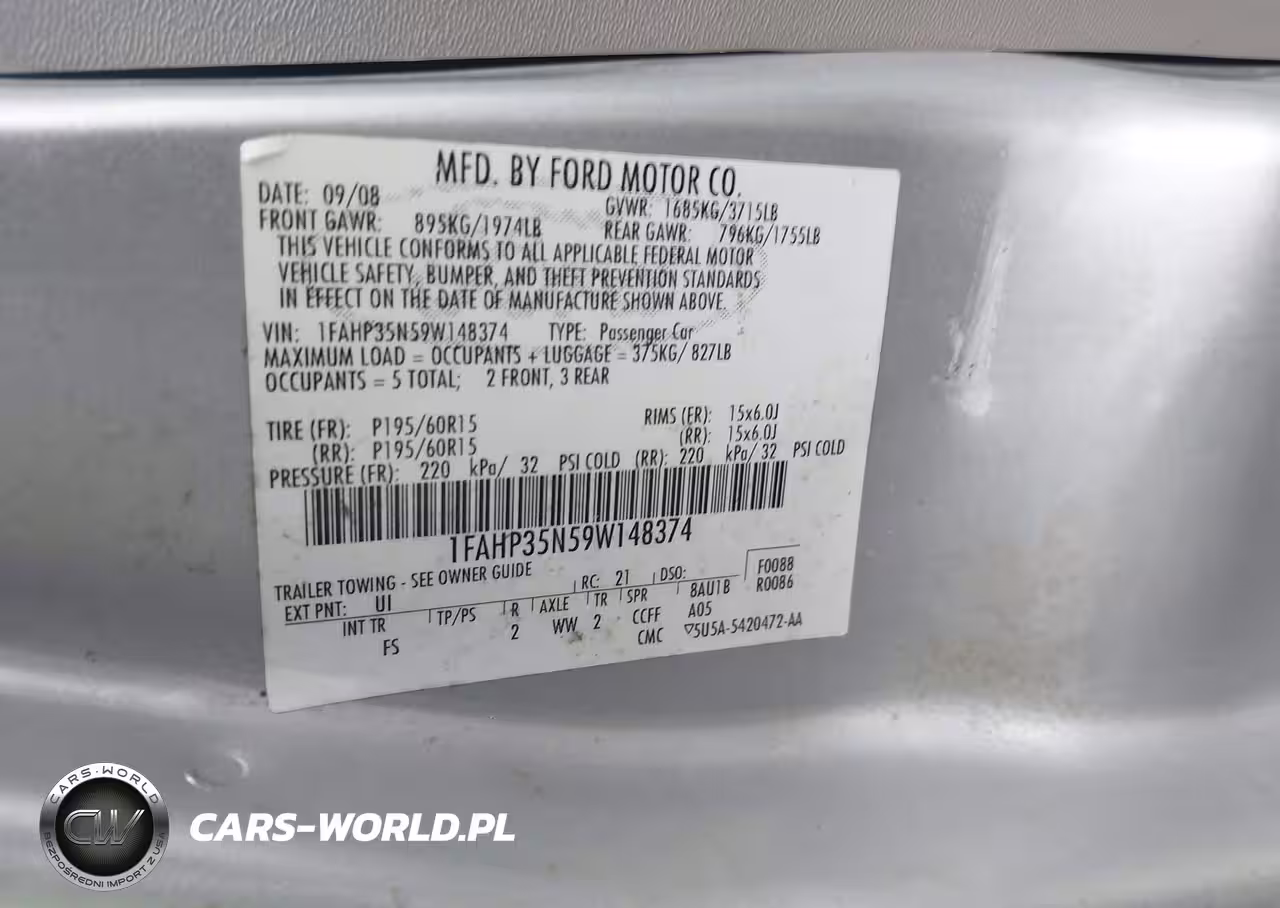 MFD. BY FORD MOTOR CO.
DATE: 09/08 GVWR: 1685KG/3715LB
FRONT GAWR: 895KG/1974LB REAR GAWR: 796KG/1755LB
THIS VEHICLE CONFORMS TO ALL APPLICABLE FEDERAL MOTOR
VEHICLE SAFETY, BUMPER, AND THEFT PREVENTION STANDARDS
IN EFFECT ON THE DATE OF MANUFACTURE SHOWN ABOVE.
VIN: 1FAHP35N59W148374 TYPE: Passenger Car
MAXIMUM LOAD = OCCUPANTS + LUGGAGE = 375KG/ 827LB
OCCUPANTS = 5 TOTAL; 2 FRONT, 3 REAR
TIRE (FR): P195/60R15 RIMS (FR): 15x6.0J
(RR): P195/60R15 (RR): 15x6.0J
PRESSURE (FR): 220 kPa/ 32 PSI COLD (RR): 220 kPa/ 32 PSI COLD
1FAHP35N59W148374
TRAILER TOWING - SEE OWNER GUIDE
EXT PNT: UI RC: 21 DSO: F0088
R0086
INT TR TP/PS R AXLE TR SPR 8AU1B
FS 2 WW 2 CCFF A05
CMC ▽5U5A-5420472-AA
CARS-WORLD
CW
BEZPOŚREDNI IMPORT Z USA
CARS-WORLD.PL